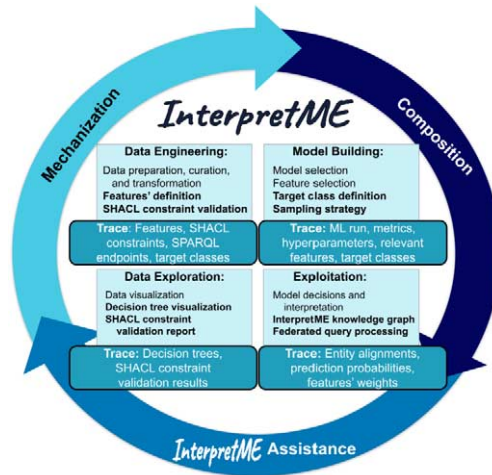 InterpretME
Mechanization
Composition
Data Engineering:
Data preparation, curation,
and transformation
Features' definition
SHACL constraint validation
Trace: Features, SHACL
constraints, SPARQL
endpoints, target classes
Model Building:
Model selection
Feature selection
Target class definition
Sampling strategy
Trace: ML run, metrics,
hyperparameters, relevant
features, target classes
Data Exploration:
Data visualization
Decision tree visualization
SHACL constraint
validation report
Trace: Decision trees,
SHACL constraint
validation results
Exploitation:
Model decisions and
interpretation
InterpretME knowledge graph
Federated query processing
Trace: Entity alignments,
prediction probabilities,
features' weights
InterpretME Assistance